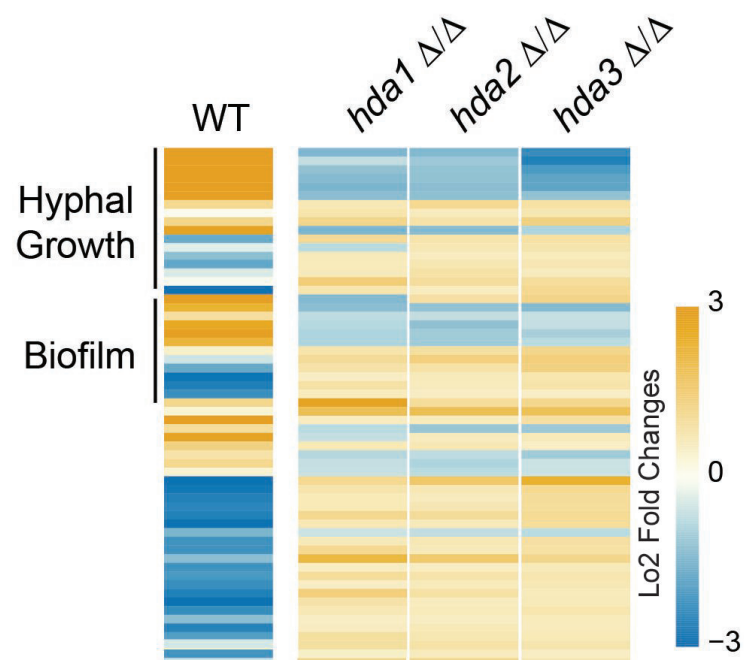 WT
hda1 Δ/Δ
hda2 Δ/Δ
hda3 Δ/Δ
Hyphal
Growth
Biofilm
Lo2 Fold Changes
3
0
−3